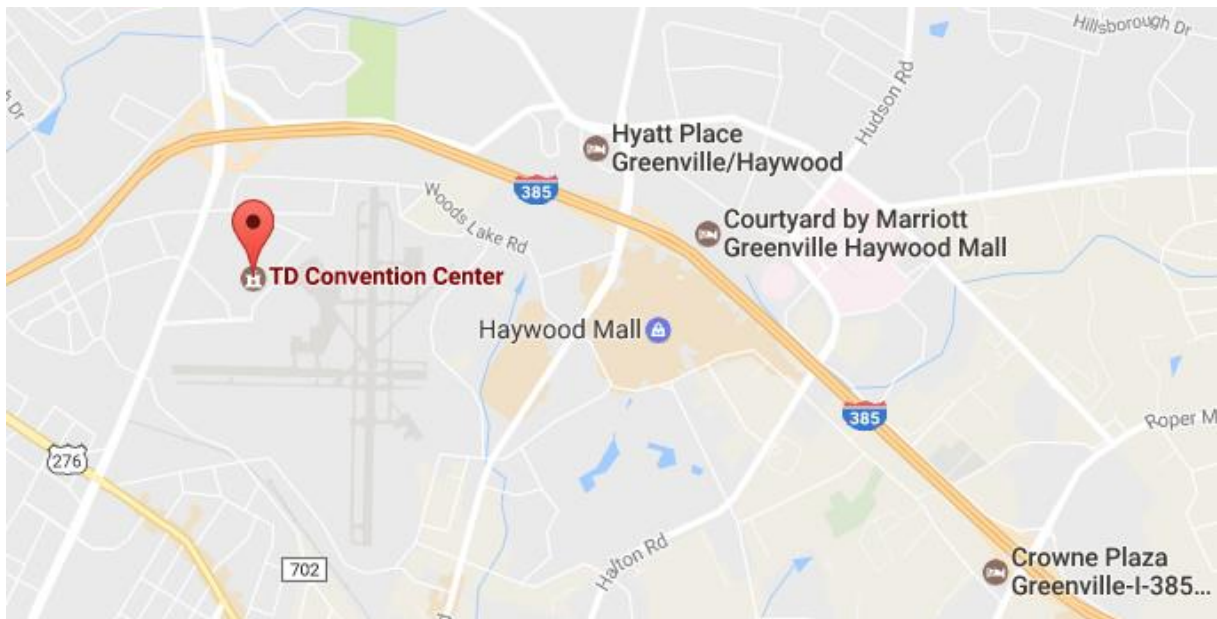 Hillsborough Dr
Dr
Hudson Rd
Hyatt Place
Greenville/Haywood
385
Woods Lake Rd
Courtyard by Marriott
Greenville Haywood Mall
TD Convention Center
Haywood Mall
385
Roper M
276
Halton Rd
702
Crowne Plaza
Greenville-I-385...